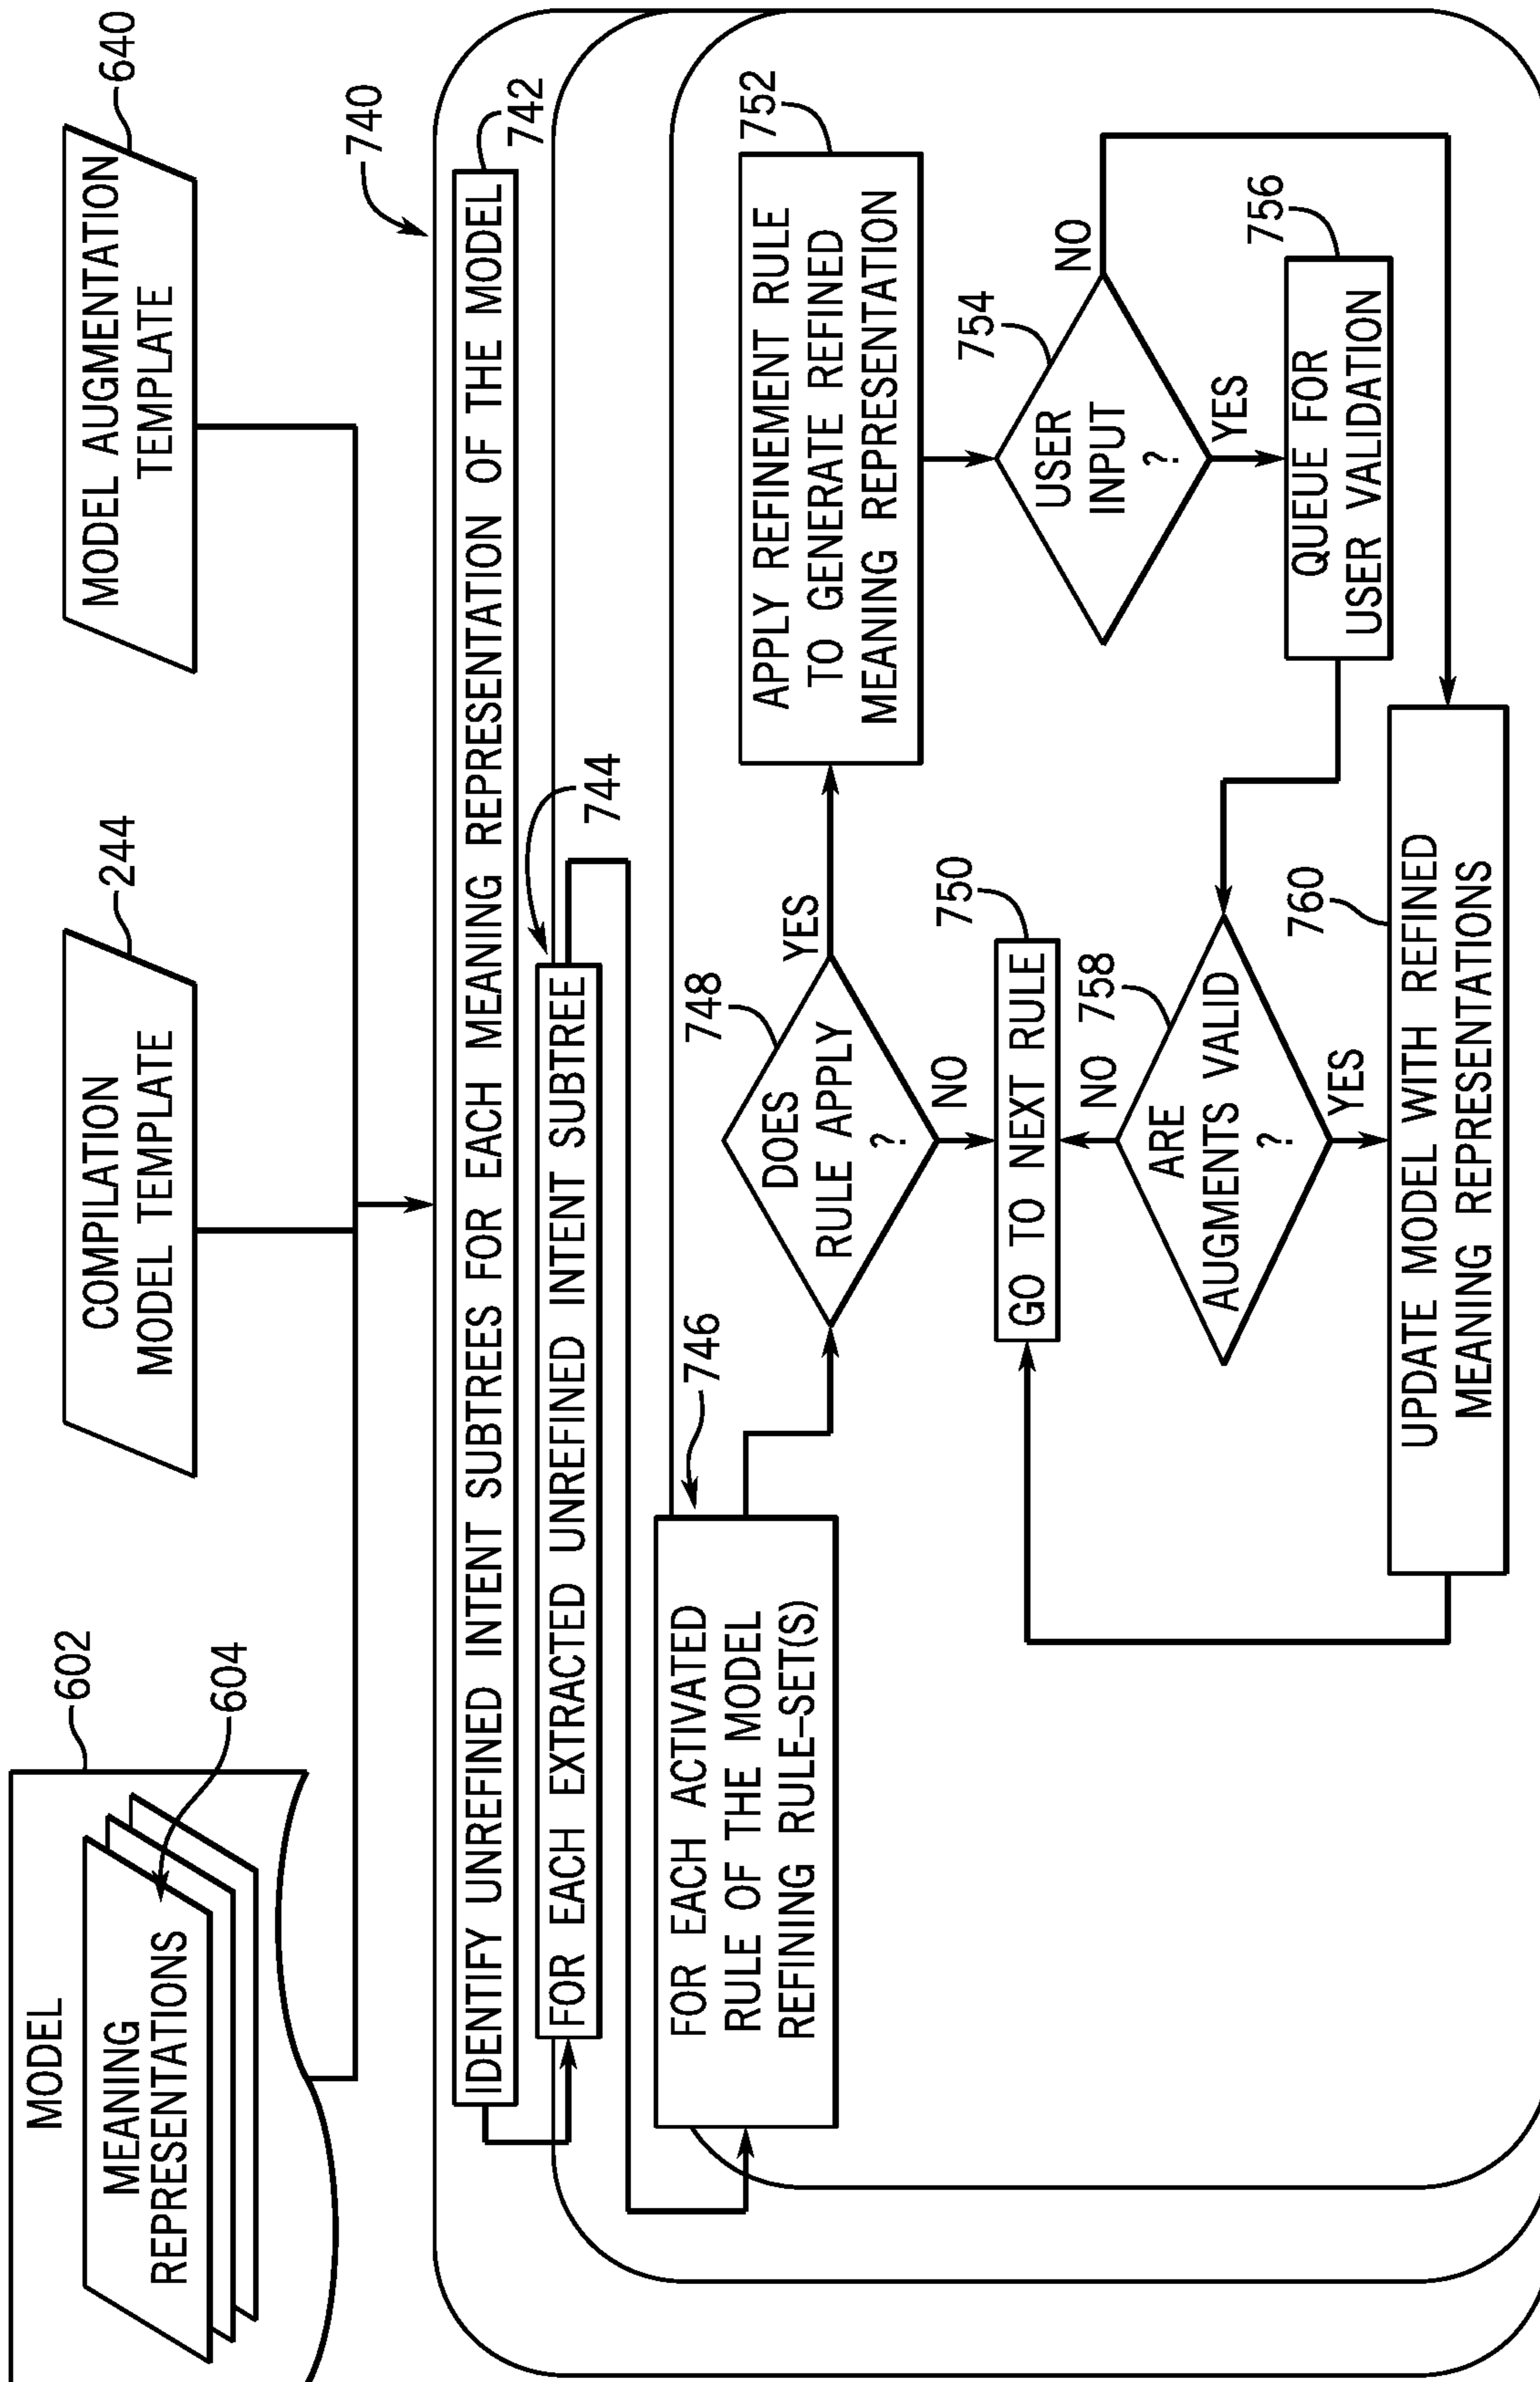 MODEL
602
MEANING
REPRESENTATIONS
604
COMPILATION
MODEL TEMPLATE
244
MODEL AUGMENTATION
TEMPLATE
640
740
IDENTIFY UNREFINED INTENT SUBTREES FOR EACH MEANING REPRESENTATION OF THE MODEL
742
FOR EACH EXTRACTED UNREFINED INTENT SUBTREE
744
FOR EACH ACTIVATED
RULE OF THE MODEL
REFINING RULE-SET(S)
746
DOES
RULE APPLY
?
748
YES
NO
APPLY REFINEMENT RULE
TO GENERATE REFINED
MEANING REPRESENTATION
752
GO TO NEXT RULE
750
USER
INPUT
?
754
NO
YES
ARE
AUGMENTS VALID
?
758
NO
YES
QUEUE FOR
USER VALIDATION
756
UPDATE MODEL WITH REFINED
MEANING REPRESENTATIONS
760